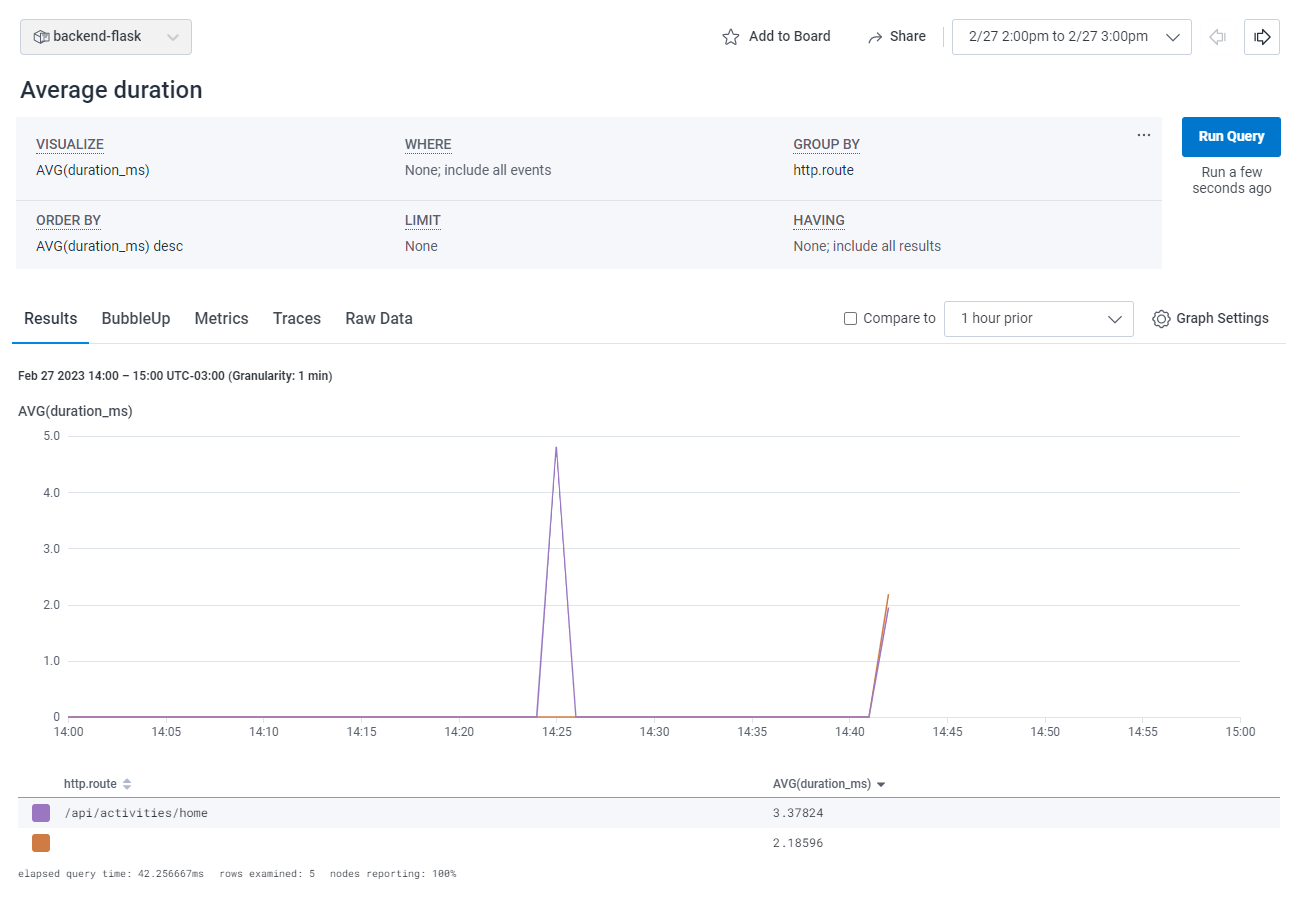 backend-flask
Add to Board
Share
2/27 2:00pm to 2/27 3:00pm
Average duration
VISUALIZE
AVG(duration_ms)
WHERE
None; include all events
GROUP BY
http.route
...
Run Query
Run a few
seconds ago
ORDER BY
AVG(duration_ms) desc
LIMIT
None
HAVING
None; include all results
Results BubbleUp Metrics Traces Raw Data
Compare to
1 hour prior
Graph Settings
Feb 27 2023 14:00 – 15:00 UTC-03:00 (Granularity: 1 min)
AVG(duration_ms)
5.0
4.0
3.0
2.0
1.0
0
14:00 14:05 14:10 14:15 14:20 14:25 14:30 14:35 14:40 14:45 14:50 14:55 15:00
http.route AVG(duration_ms)
/api/activities/home 3.37824
2.18596
elapsed query time: 42.256667ms rows examined: 5 nodes reporting: 100%